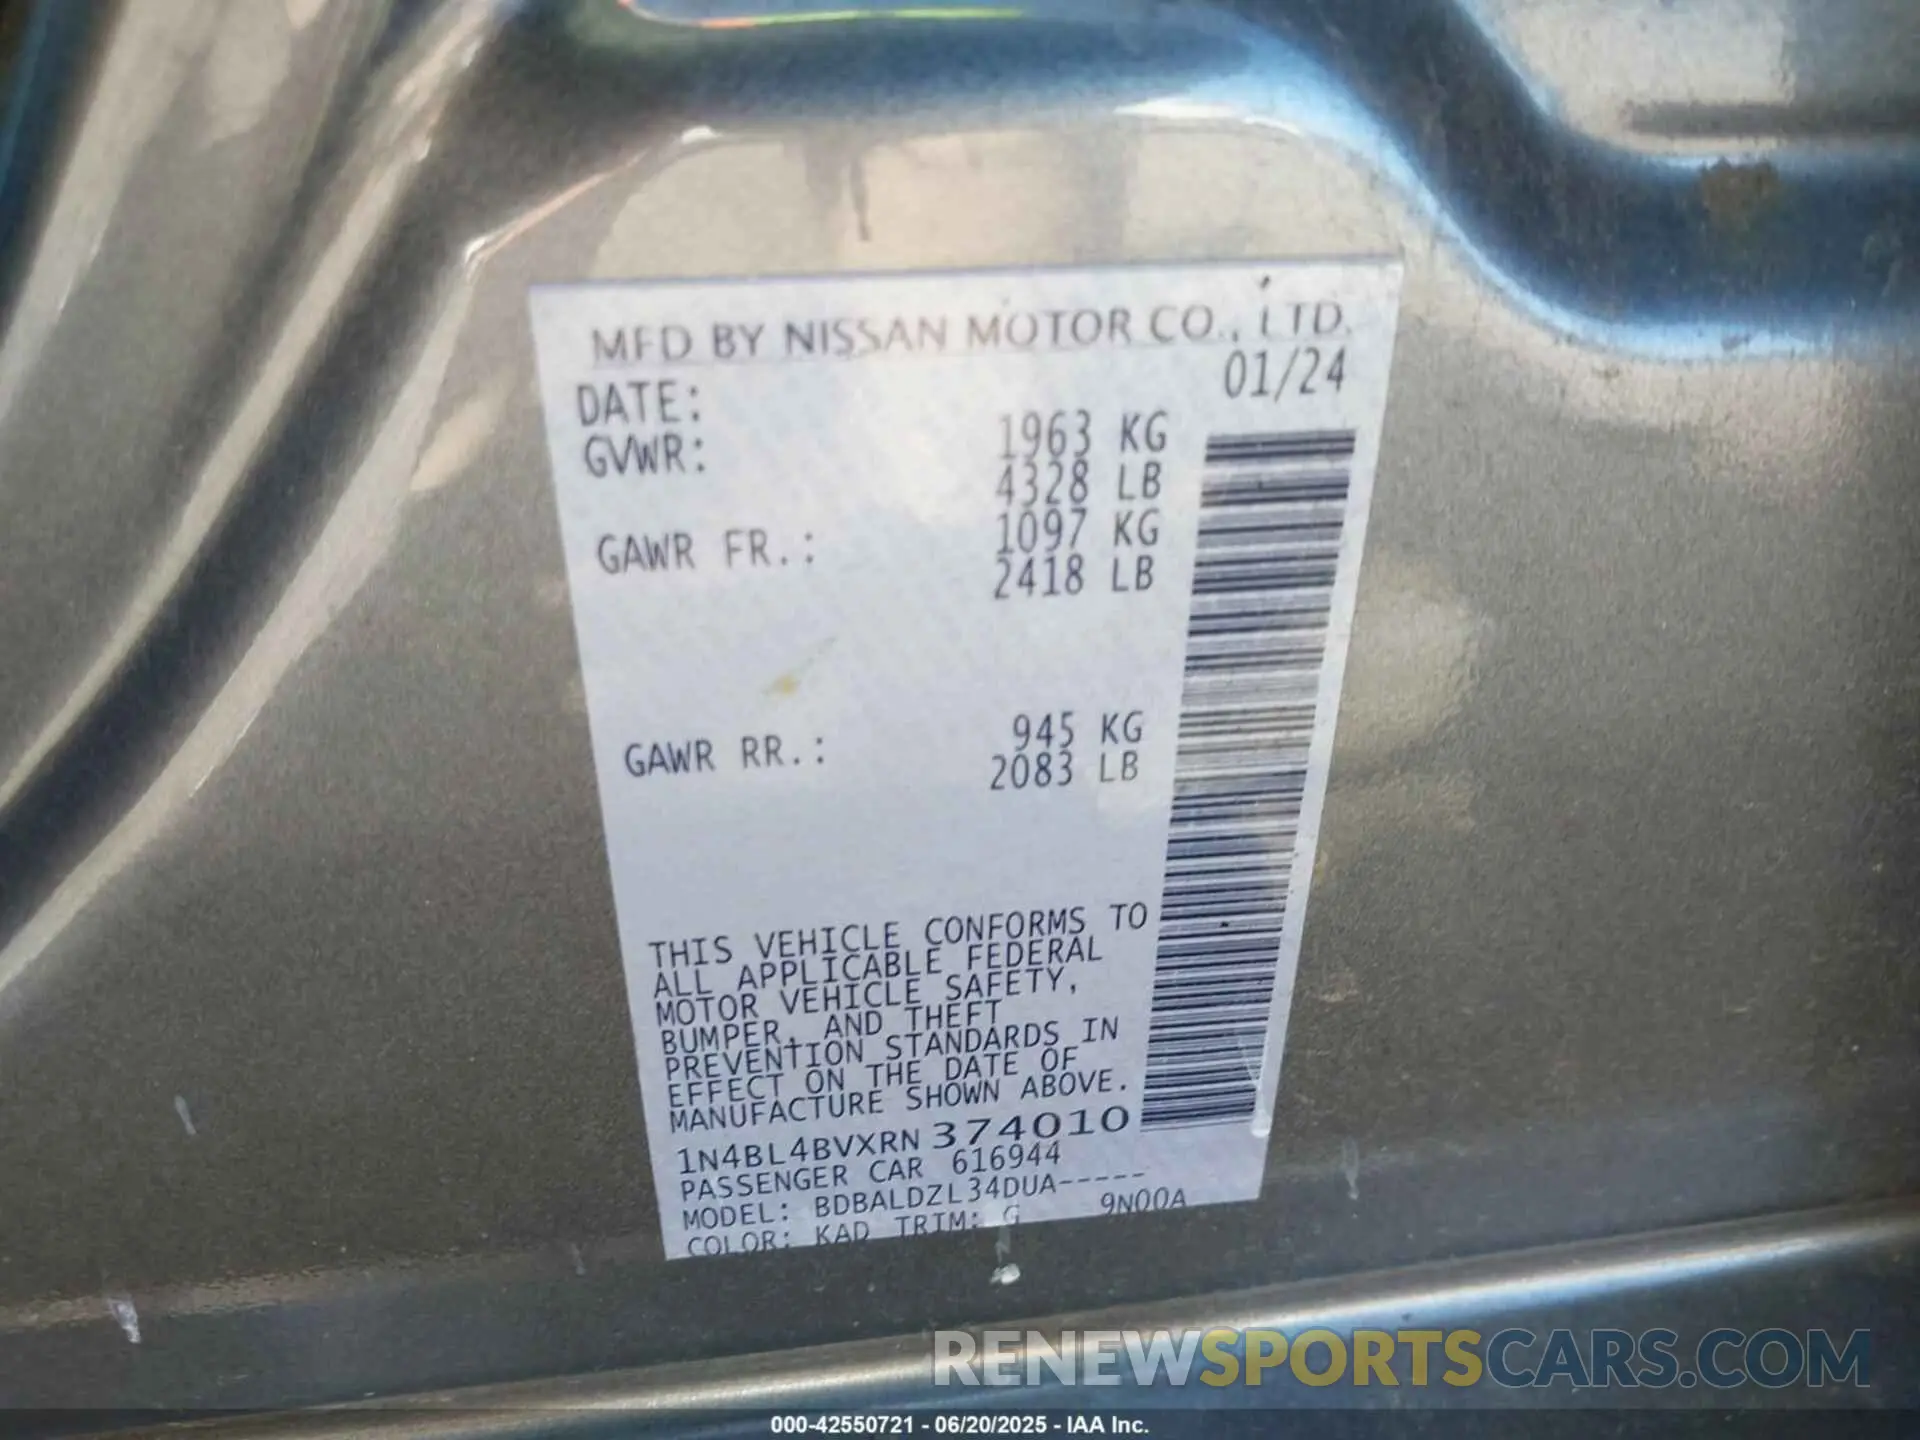 MFD BY NISSAN MOTOR CO., LTD.
DATE: 01/24
GVWR: 1963 KG
4328 LB
GAWR FR.: 1097 KG
2418 LB
GAWR RR.: 945 KG
2083 LB
THIS VEHICLE CONFORMS TO
ALL APPLICABLE FEDERAL
MOTOR VEHICLE SAFETY,
BUMPER, AND THEFT
PREVENTION STANDARDS IN
EFFECT ON THE DATE OF
MANUFACTURE SHOWN ABOVE.
1N4BL4BVXRN374010
PASSENGER CAR 616944
MODEL: BDBALDZL34DUA-----
COLOR: KAD TRIM: G 9N00A
RENEWSPORTSCARS.COM
000-42550721 - 06/20/2025 - IAA Inc.